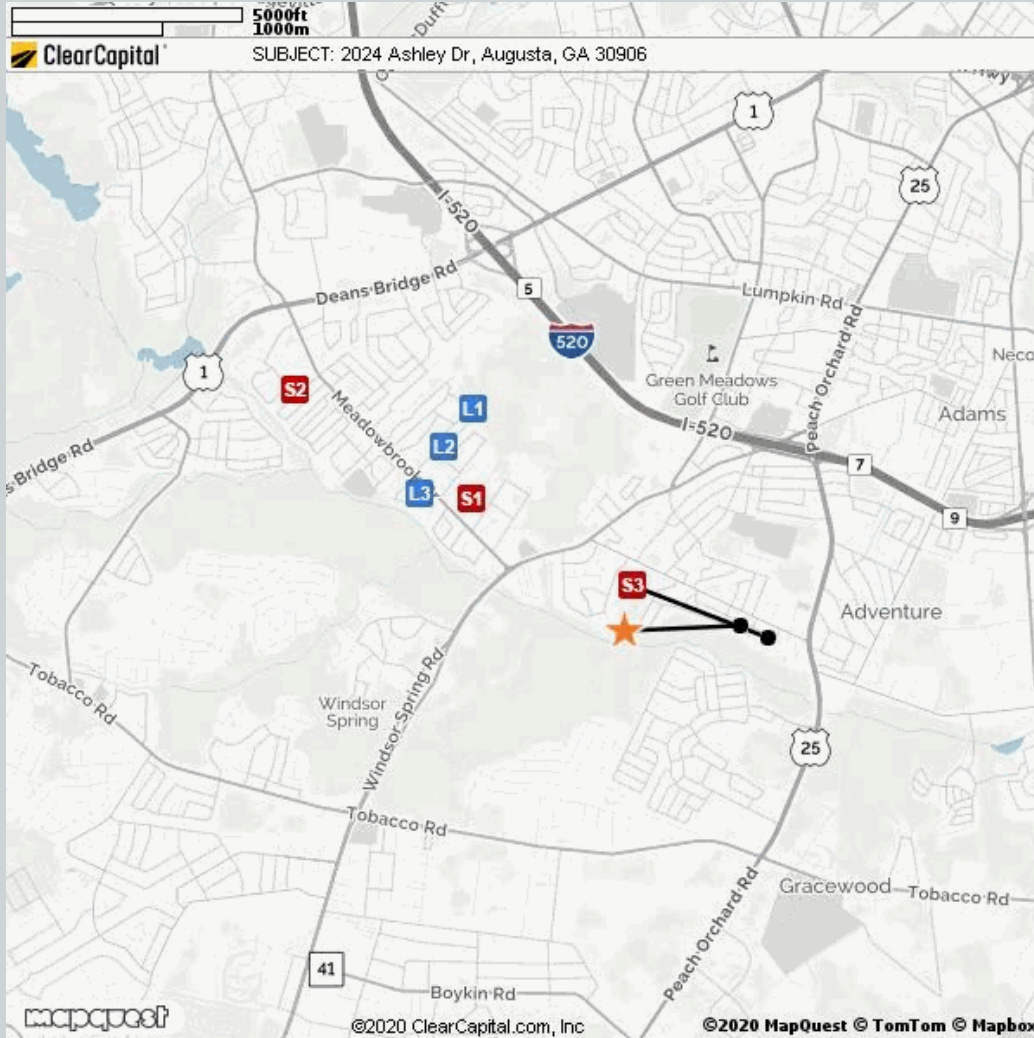 5000ft
1000m
ClearCapital
SUBJECT: 2024 Ashley Dr, Augusta, GA 30906
1
25
I-520
Deans Bridge Rd
5
Lumpkin Rd
520
Peach Orchard Rd
1
S2
Meadowbrook
L1
Green Meadows
Golf Club
Adams
L2
I-520
s Bridge Rd
7
L3
S1
9
S3
Adventure
Tobacco Rd
Windsor
Spring
Windsor Spring Rd
25
Tobacco Rd
Gracewood
Tobacco Rd
Peach Orchard Rd
41
Boykin Rd
mapquest
©2020 ClearCapital.com, Inc
©2020 MapQuest © TomTom © Mapbox